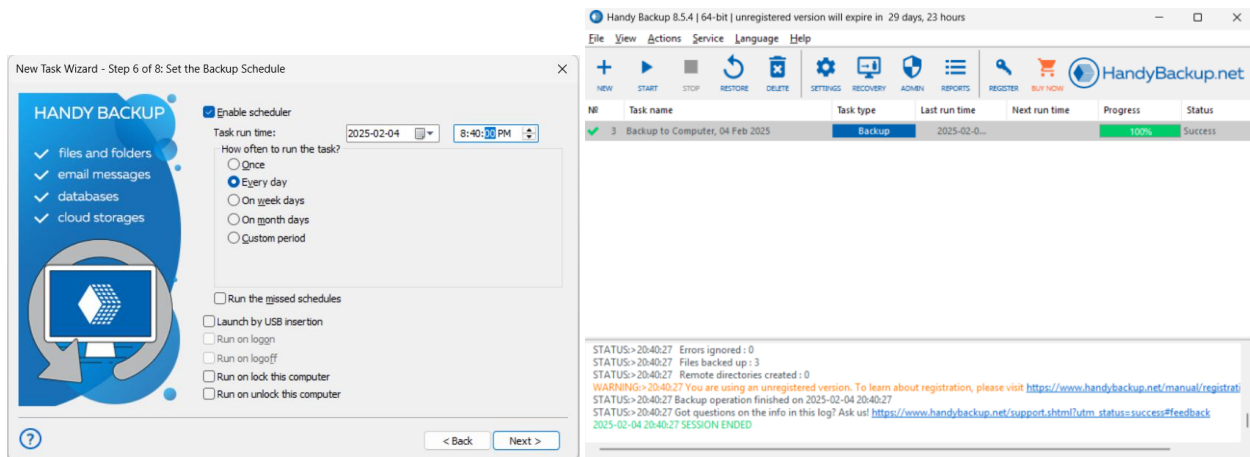 New Task Wizard - Step 6 of 8: Set the Backup Schedule
HANDY BACKUP
files and folders
email messages
databases
cloud storages
Enable scheduler
Task run time: 2025-02-04 8:40:00 PM
How often to run the task?
Once
Every day
On week days
On month days
Custom period
Run the missed schedules
Launch by USB insertion
Run on logon
Run on logoff
Run on lock this computer
Run on unlock this computer
?
< Back Next >
Handy Backup 8.5.4 | 64-bit | unregistered version will expire in 29 days, 23 hours
File View Actions Service Language Help
NEW START STOP RESTORE DELETE SETTINGS RECOVERY ADMIN REPORTS REGISTER BUY NOW HandyBackup.net
№ Task name Task type Last run time Next run time Progress Status
3 Backup to Computer, 04 Feb 2025 Backup 2025-02-0... 100% Success
STATUS:> 20:40:27 Errors ignored : 0
STATUS:> 20:40:27 Files backed up : 3
STATUS:> 20:40:27 Remote directories created : 0
WARNING:> 20:40:27 You are using an unregistered version. To learn about registration, please visit https://www.handybackup.net/manual/registrati
STATUS:> 20:40:27 Backup operation finished on 2025-02-04 20:40:27
STATUS:> 20:40:27 Got questions on the info in this log? Ask us! https://www.handybackup.net/support.shtml?utm_status=success#feedback
2025-02-04 20:40:27 SESSION ENDED